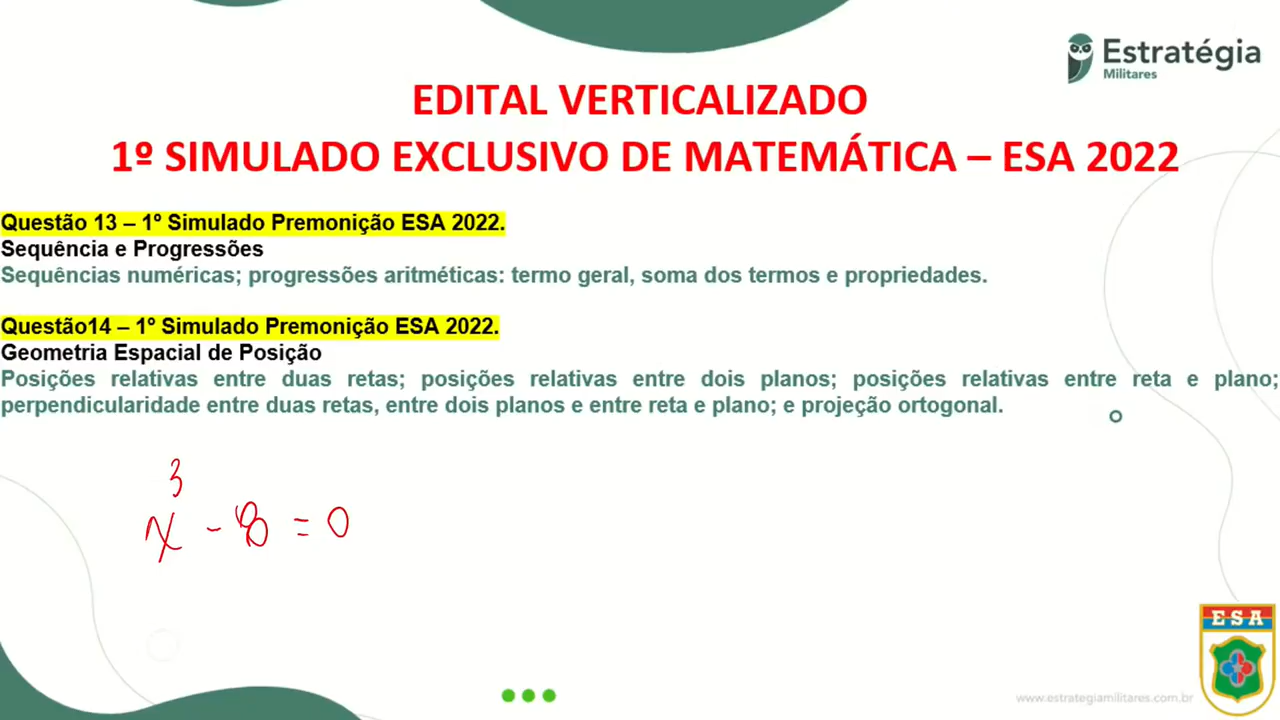 Estratégia
Militares
EDITAL VERTICALIZADO
1º SIMULADO EXCLUSIVO DE MATEMÁTICA – ESA 2022
Questão 13 – 1º Simulado Premonição ESA 2022.
Sequência e Progressões
Sequências numéricas; progressões aritméticas: termo geral, soma dos termos e propriedades.
Questão14 – 1º Simulado Premonição ESA 2022.
Geometria Espacial de Posição
Posições relativas entre duas retas; posições relativas entre dois planos; posições relativas entre reta e plano;
perpendicularidade entre duas retas, entre dois planos e entre reta e plano; e projeção ortogonal.
x³ - 8 = 0
ESA
www.estrategiamilitares.com.br